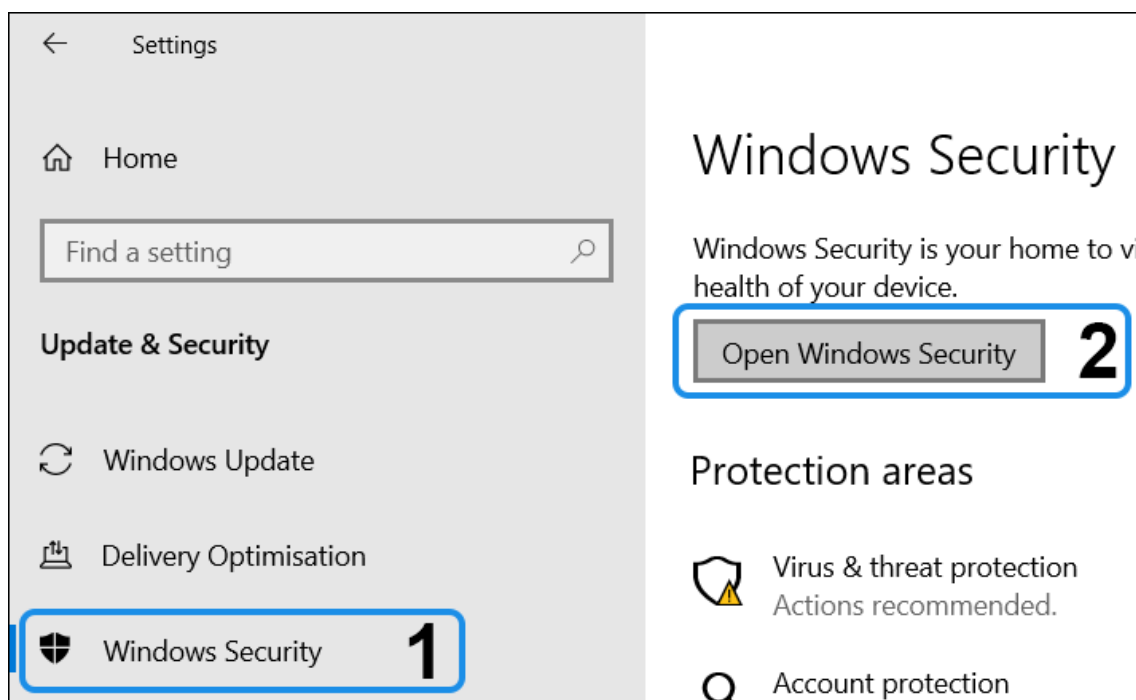 Settings
Home
Find a setting
Update & Security
Windows Update
Delivery Optimisation
Windows Security 1
Windows Security
Windows Security is your home to
health of your device.
Open Windows Security 2
Protection areas
Virus & threat protection
Actions recommended.
Account protection